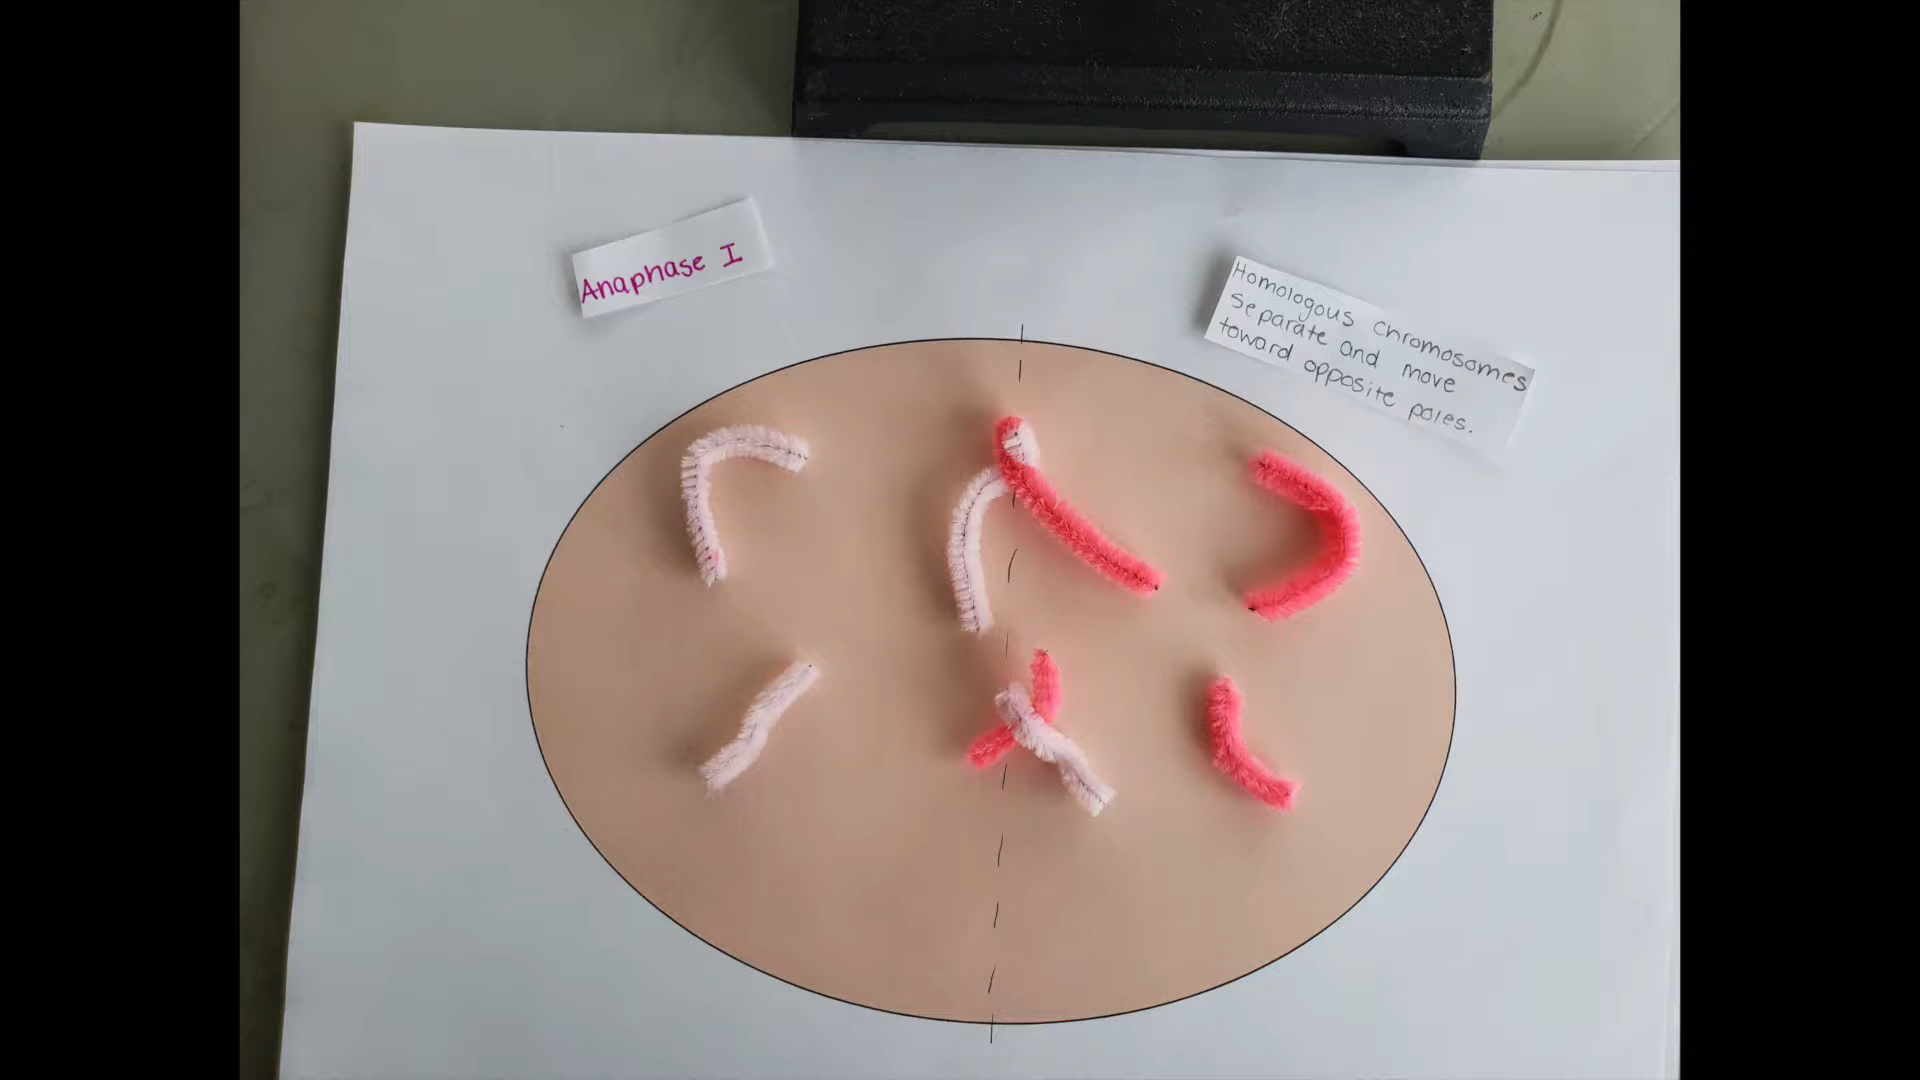 Anaphase I
Homologous chromosomes
separate and move
toward opposite poles.